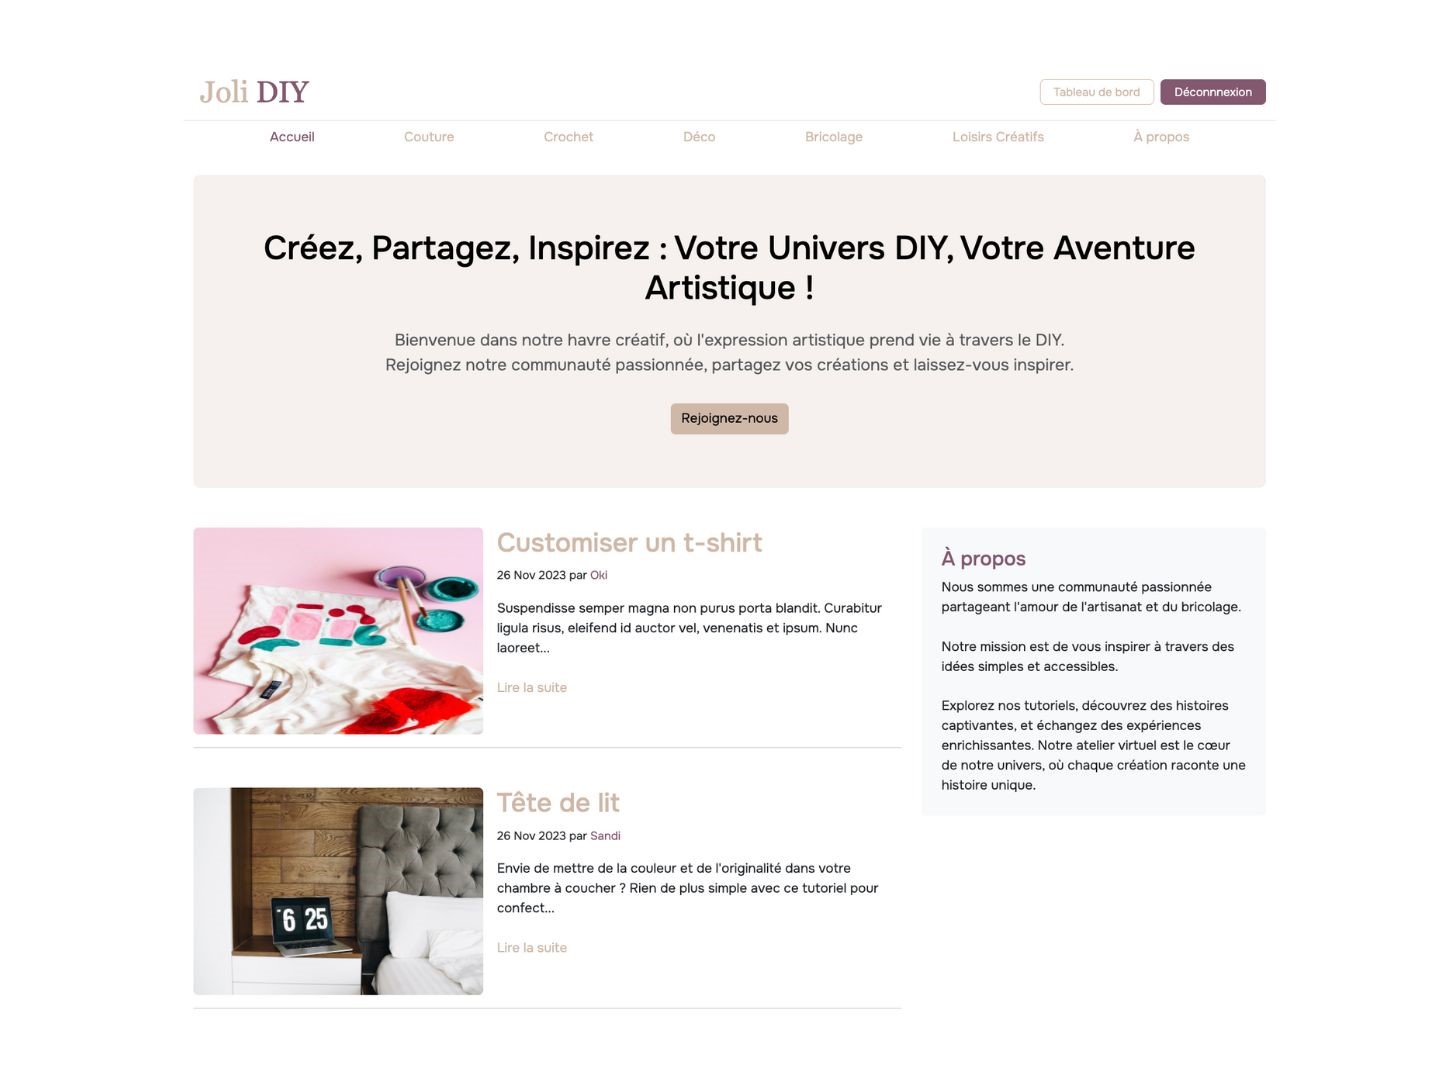 Joli DIY
Tableau de bord
Déconnnexion
Accueil
Couture
Crochet
Déco
Bricolage
Loisirs Créatifs
À propos
Créez, Partagez, Inspirez : Votre Univers DIY, Votre Aventure
Artistique !
Bienvenue dans notre havre créatif, où l'expression artistique prend vie à travers le DIY.
Rejoignez notre communauté passionnée, partagez vos créations et laissez-vous inspirer.
Rejoignez-nous
Customiser un t-shirt
26 Nov 2023 par Oki
Suspendisse semper magna non purus porta blandit. Curabitur
ligula risus, eleifend id auctor vel, venenatis et ipsum. Nunc
laoreet...
Lire la suite
6 25
Tête de lit
26 Nov 2023 par Sandi
Envie de mettre de la couleur et de l'originalité dans votre
chambre à coucher ? Rien de plus simple avec ce tutoriel pour
confect...
Lire la suite
À propos
Nous sommes une communauté passionnée
partageant l'amour de l'artisanat et du bricolage.
Notre mission est de vous inspirer à travers des
idées simples et accessibles.
Explorez nos tutoriels, découvrez des histoires
captivantes, et échangez des expériences
enrichissantes. Notre atelier virtuel est le cœur
de notre univers, où chaque création raconte une
histoire unique.